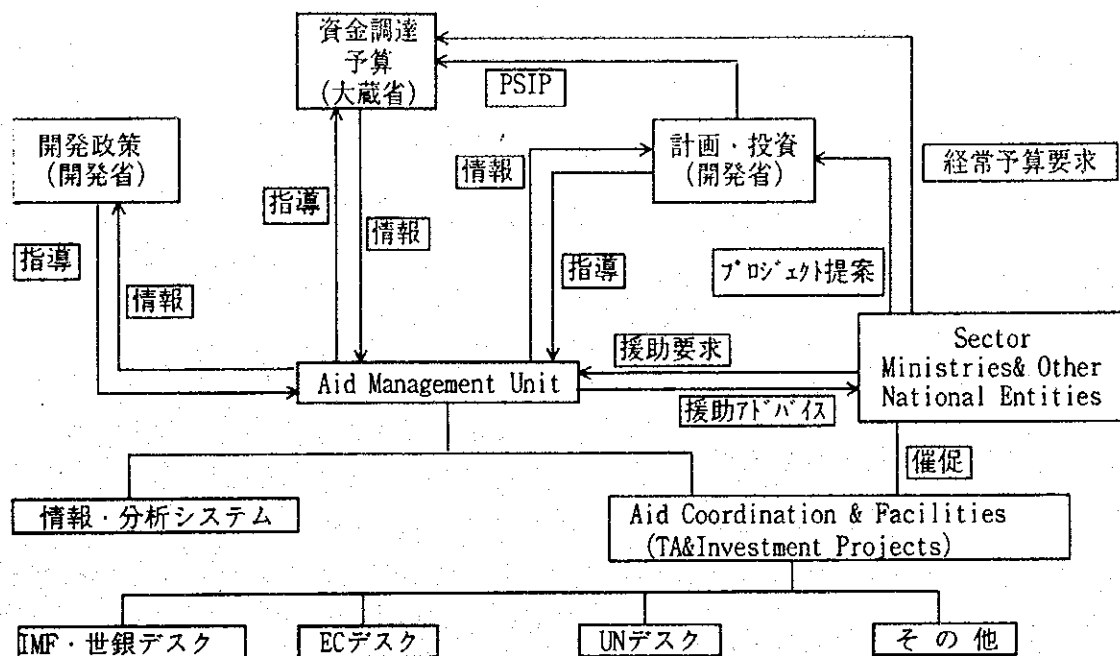 資金調達
予算
(大蔵省)
PSIP
開発政策
(開発省)
計画・投資
(開発省)
情報
経常予算要求
指導
情報
指導
指導
プロジェクト提案
情報
援助要求
Sector
Ministries& Other
National Entities
Aid Management Unit
援助アドバイス
催促
情報・分析システム
Aid Coordination & Facilities
(TA&Investment Projects)
IMF・世銀デスク
ECデスク
UNデスク
その他